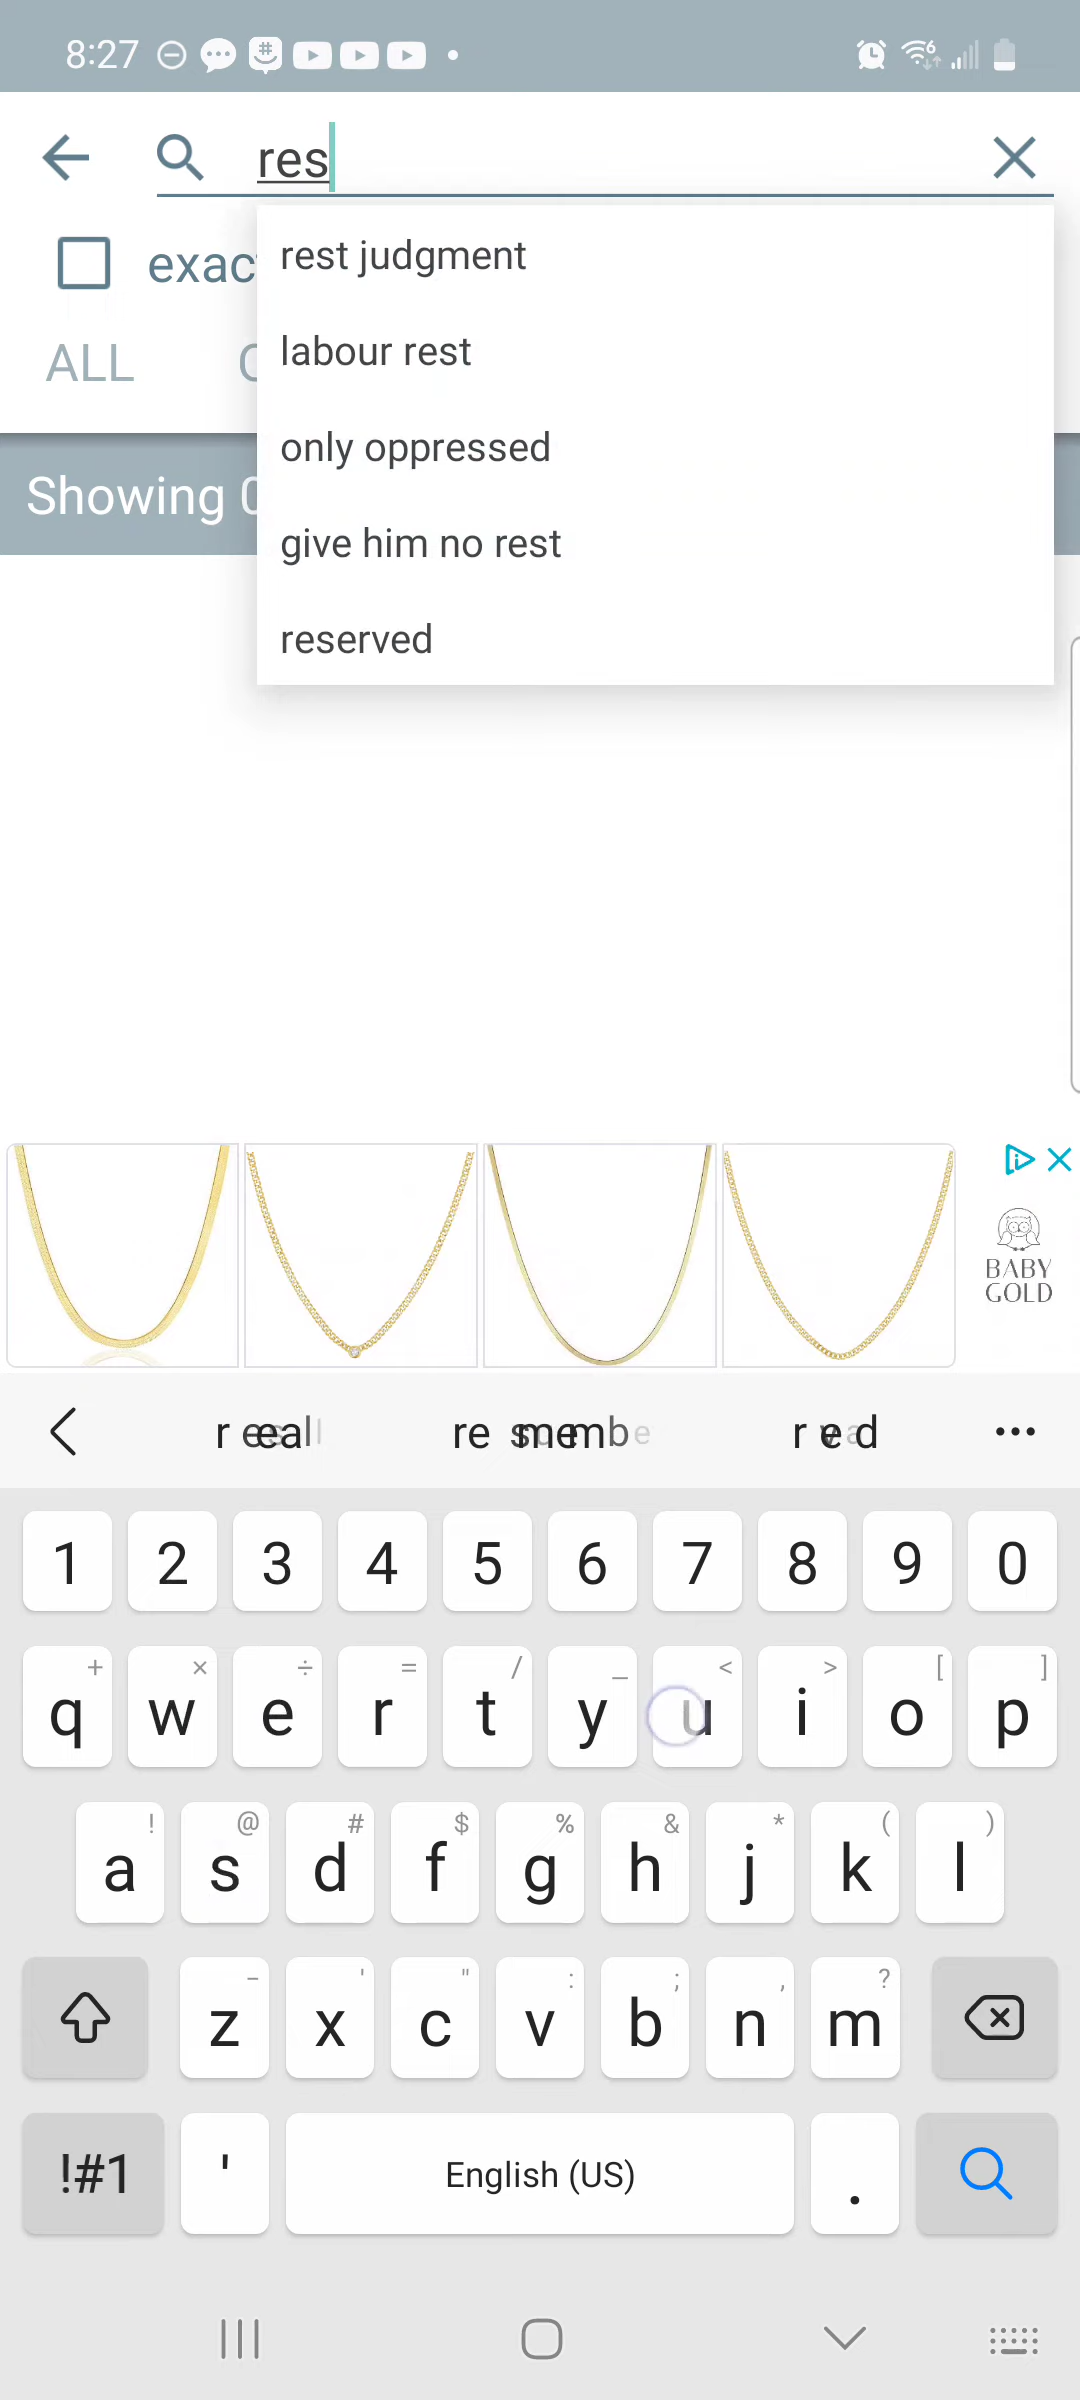 8:27
res
exac
rest judgment
ALL
labour rest
only oppressed
Showing
give him no rest
reserved
BABY
GOLD
1 2 3 4 5 6 7 8 9 0
+ × ÷ = / _ < > [ ]
q w e r t y u i o p
! @ # $ % & * ( )
a s d f g h j k l
- ' " : ; , ?
z x c v b n m
!#1 ' English (US) .